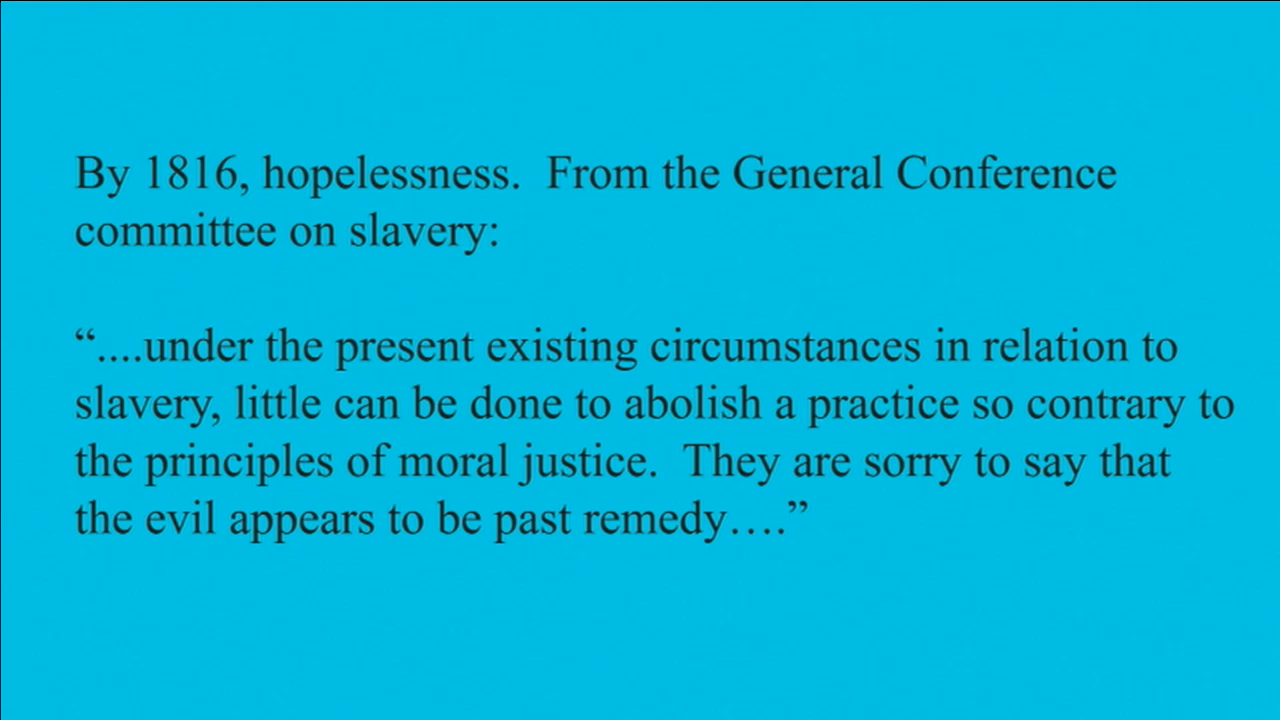 By 1816, hopelessness.  From the General Conference
committee on slavery:
“....under the present existing circumstances in relation to
slavery, little can be done to abolish a practice so contrary to
the principles of moral justice.  They are sorry to say that
the evil appears to be past remedy….”